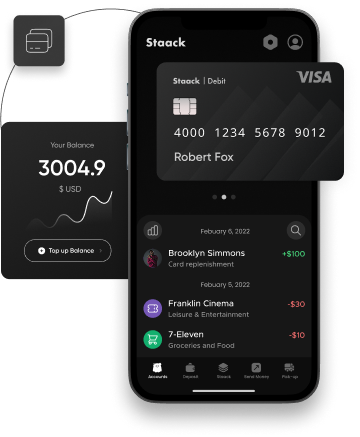 Staack
Staack | Debit
VISA
4000 1234 5678 9012
Robert Fox
Your Balance
3004.9
$ USD
Top up Balance
Febuary 6, 2022
Brooklyn Simmons
+$100
Card replenishment
Febuary 5, 2022
Franklin Cinema
-$30
Leisure & Entertainment
7-Eleven
-$10
Groceries and Food
Accounts
Deposit
Staack
Send Money
Pick-up